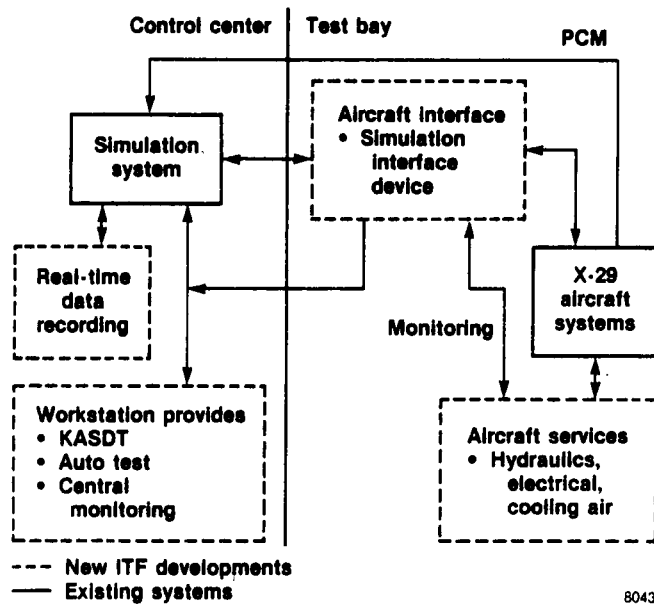 Control center
Test bay
PCM
Simulation
system
Aircraft interface
• Simulation
interface
device
Real-time
data
recording
X-29
aircraft
systems
Monitoring
Workstation provides
• KASDT
• Auto test
• Central
monitoring
Aircraft services
• Hydraulics,
electrical,
cooling air
New ITF developments
Existing systems
8043